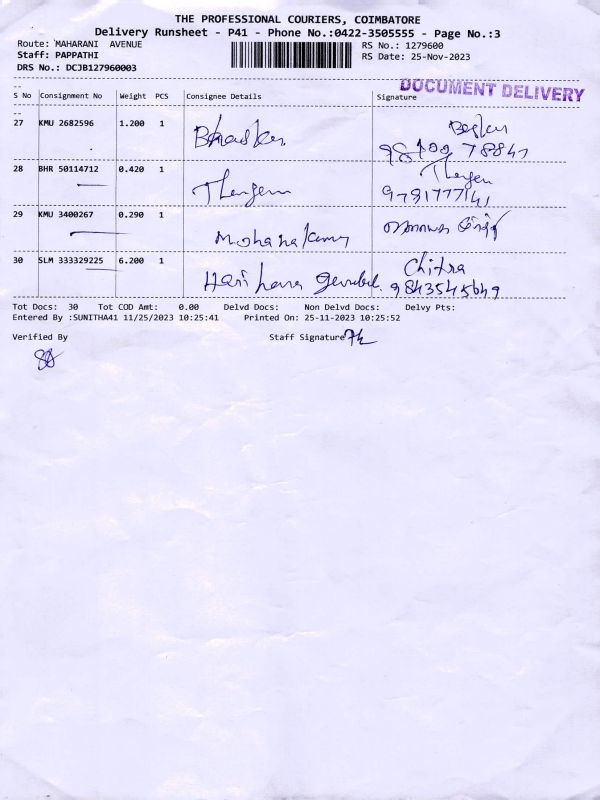 THE PROFESSIONAL COURIERS, COIMBATORE
Delivery Runsheet - P41 - Phone No.:0422-3505555 - Page No.:3
Route: MAHARANI AVENUE
RS No.: 1279600
Staff: PAPPATHI
RS Date: 25-Nov-2023
DRS No.: DCJB127960003
DOCUMENT DELIVERY
S No Consignment No Weight PCS Consignee Details Signature
27 KMU 2682596 1.200 1
28 BHR 50114712 0.420 1
9791777141
29 KMU 3400267 0.290 1 Mohanakumar
30 SLM 333329225 6.200 1 Hari hara Chitra
9843545649
Tot Docs: 30 Tot COD Amt: 0.00 Delvd Docs: Non Delvd Docs: Delvy Pts:
Entered By :SUNITHA41 11/25/2023 10:25:41 Printed On: 25-11-2023 10:25:52
Verified By Staff Signature